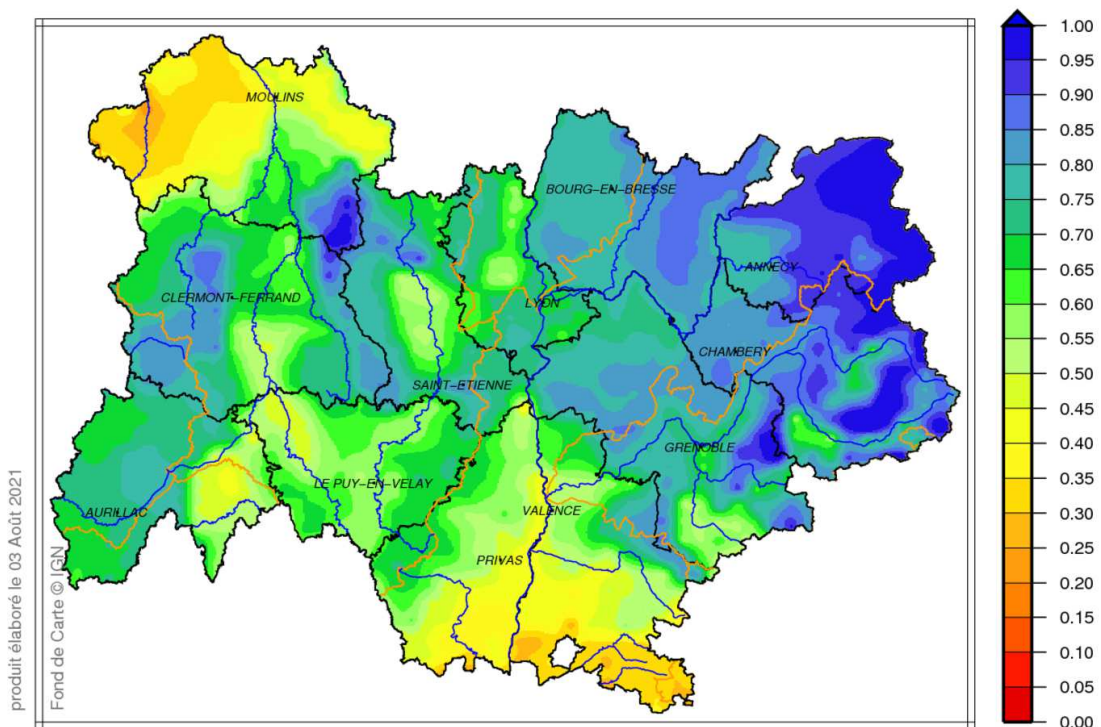 MOULINS
BOURG-EN-BRESSE
ANNECY
CLERMONT-FERRAND
LYON
CHAMBERY
SAINT-ETIENNE
GRENOBLE
LE PUY-EN-VELAY
AURILLAC
VALENCE
PRIVAS
produit élaboré le 03 Août 2021
Fond de Carte © IGN
1.00
0.95
0.90
0.85
0.80
0.75
0.70
0.65
0.60
0.55
0.50
0.45
0.40
0.35
0.30
0.25
0.20
0.15
0.10
0.05
0.00